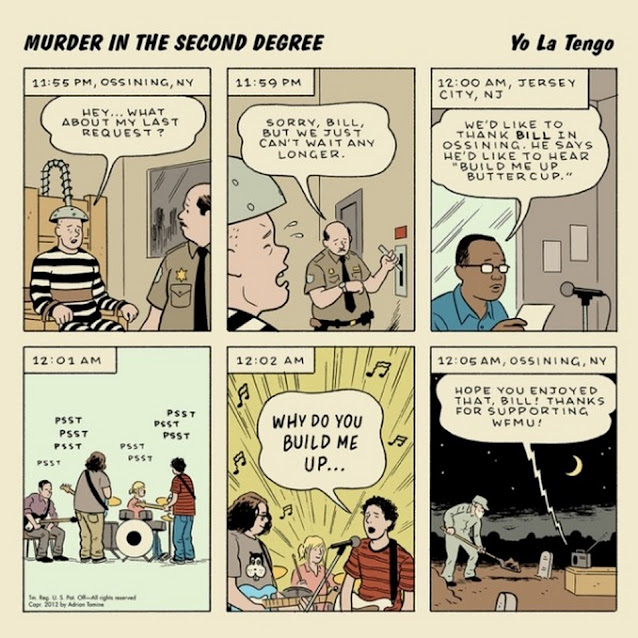 MURDER IN THE SECOND DEGREE
Yo La Tengo
11:55 PM, OSSINING, NY
HEY... WHAT
ABOUT MY LAST
REQUEST?
11:59 PM
SORRY, BILL,
BUT WE JUST
CAN'T WAIT ANY
LONGER.
12:00 AM, JERSEY
CITY, NJ
WE'D LIKE TO
THANK BILL IN
OSSINING. HE SAYS
HE'D LIKE TO HEAR
"BUILD ME UP
BUTTERCUP."
12:01 AM
PSST
PSST
PSST
PSST
PSST
PSST
PSST
PSST
PSST
PSST
12:02 AM
WHY DO YOU
BUILD ME
UP...
12:05 AM, OSSINING, NY
HOPE YOU ENJOYED
THAT, BILL! THANKS
FOR SUPPORTING
WFMU!
Tm. Reg. U. S. Pat. Off—All rights reserved
Copr. 2012 by Adrian Tomine